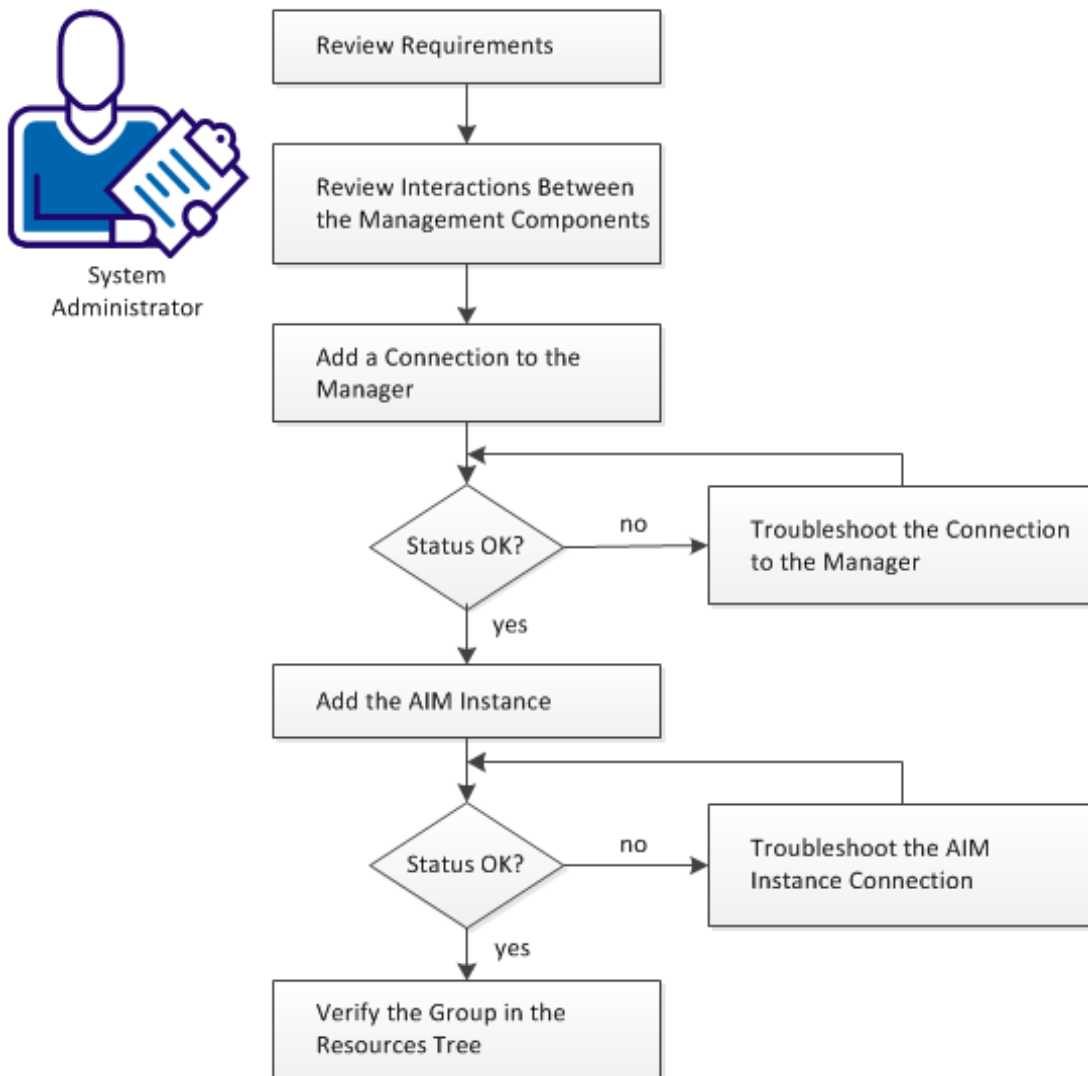 Review Requirements
Review Interactions Between
the Management Components
System
Administrator
Add a Connection to the
Manager
Status OK?
no
Troubleshoot the Connection
to the Manager
yes
Add the AIM Instance
Status OK?
no
Troubleshoot the AIM
Instance Connection
yes
Verify the Group in the
Resources Tree